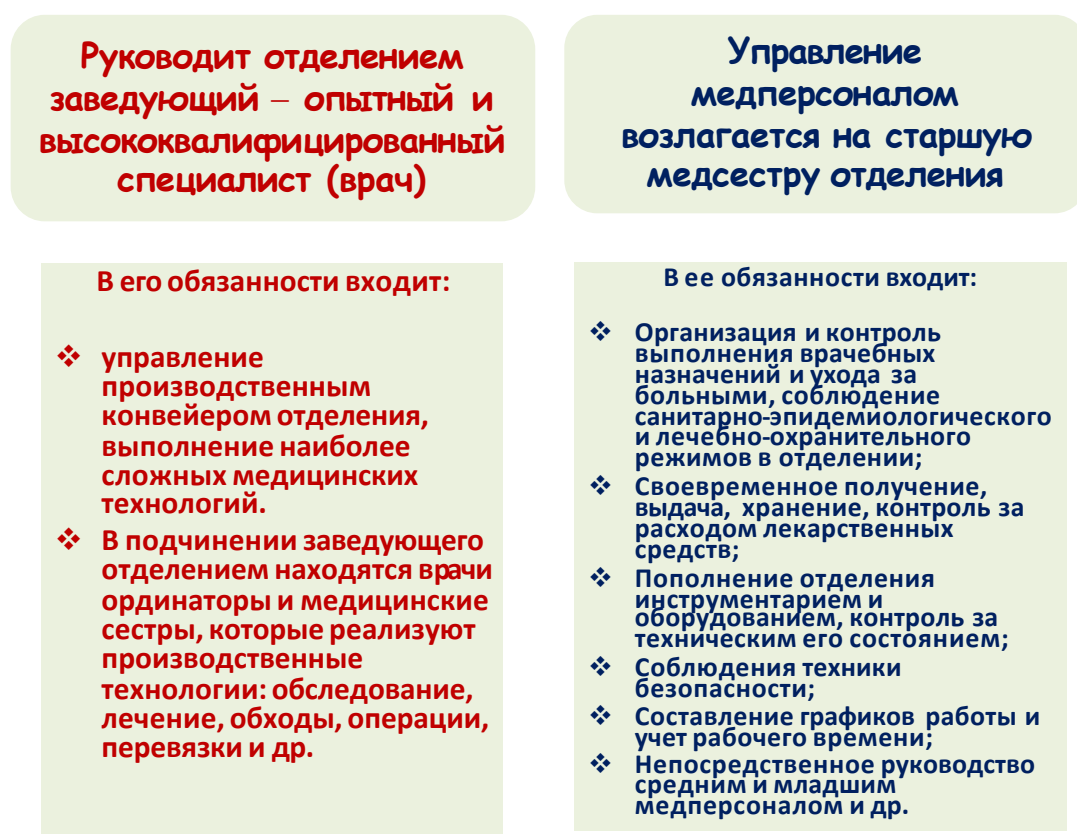 Руководит отделением
заведующий – опытный и
высококвалифицированный
специалист (врач)
В его обязанности входит:
❖ управление
производственным
конвейером отделения,
выполнение наиболее
сложных медицинских
технологий.
❖ В подчинении заведующего
отделением находятся врачи
ординаторы и медицинские
сестры, которые реализуют
производственные
технологии: обследование,
лечение, обходы, операции,
перевязки и др.
Управление
медперсоналом
возлагается на старшую
медсестру отделения
В ее обязанности входит:
❖ Организация и контроль
выполнения врачебных
назначений и ухода за
больными, соблюдение
санитарно-эпидемиологического
и лечебно-охранительного
режимов в отделении;
❖ Своевременное получение,
выдача, хранение, контроль за
расходом лекарственных
средств;
❖ Пополнение отделения
инструментарием и
оборудованием, контроль за
техническим его состоянием;
❖ Соблюдения техники
безопасности;
❖ Составление графиков работы и
учет рабочего времени;
❖ Непосредственное руководство
средним и младшим
медперсоналом и др.